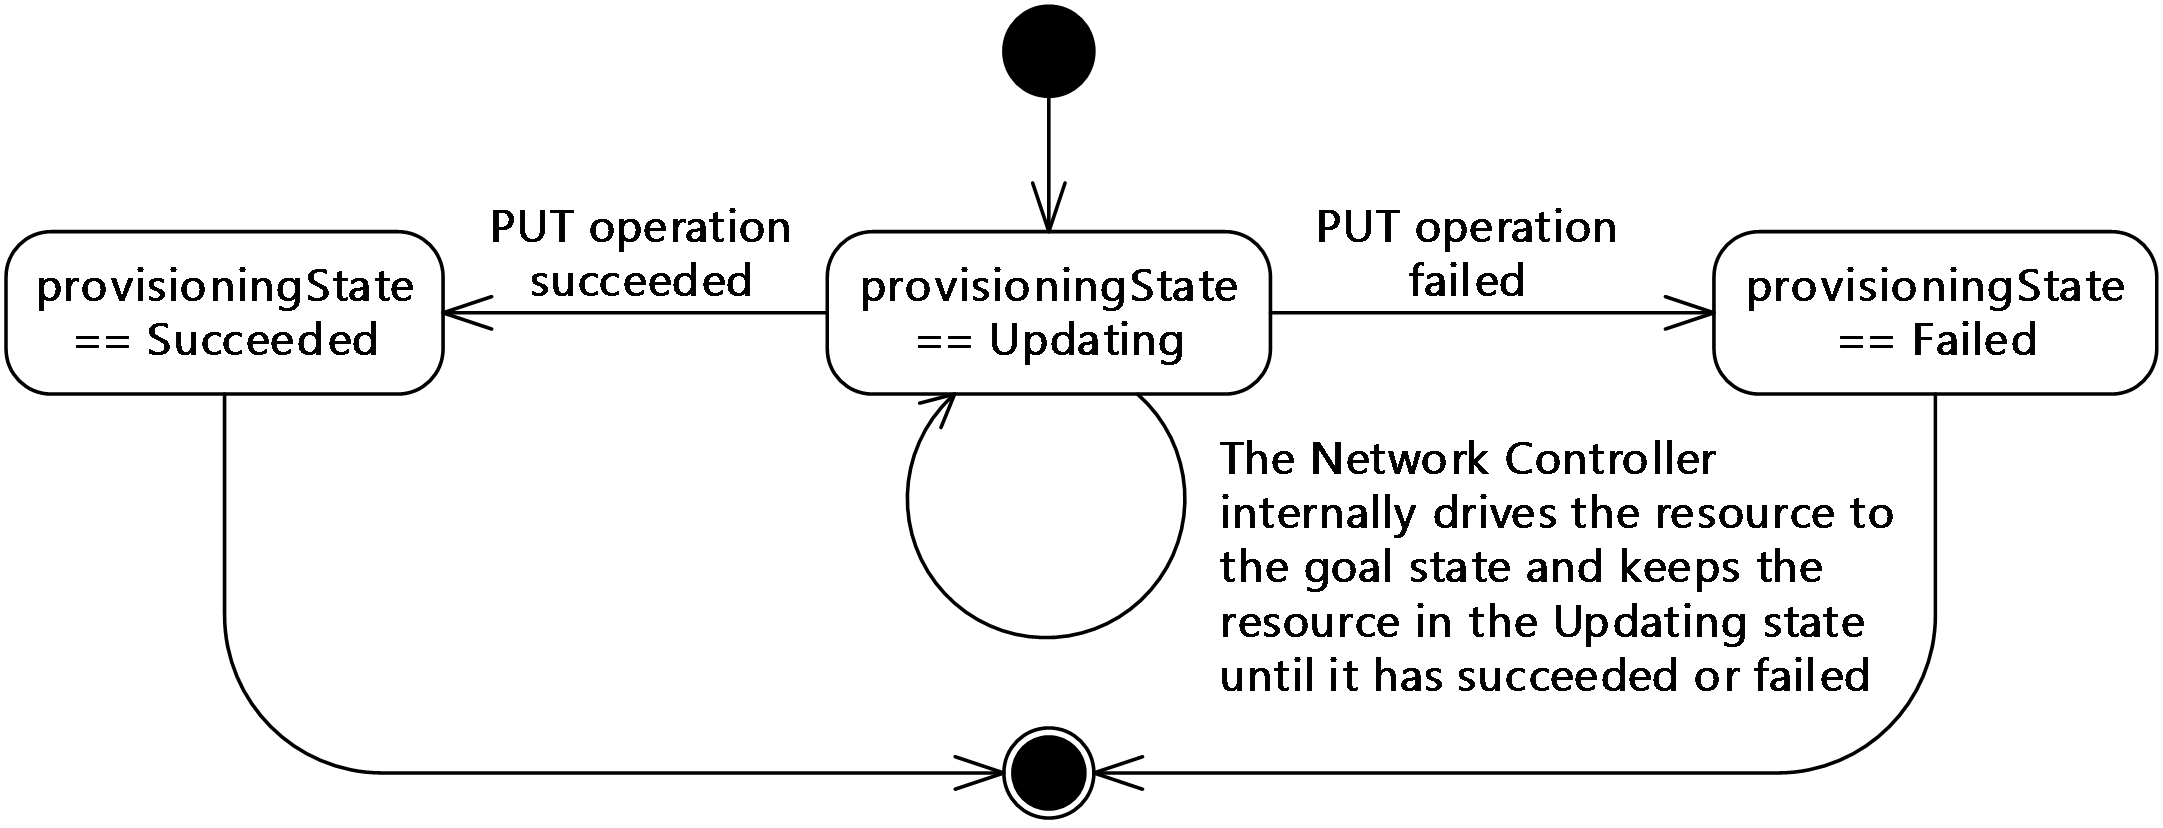 PUT operation
succeeded
PUT operation
failed
provisioningState
== Succeeded
provisioningState
== Updating
provisioningState
== Failed
The Network Controller
internally drives the resource to
the goal state and keeps the
resource in the Updating state
until it has succeeded or failed